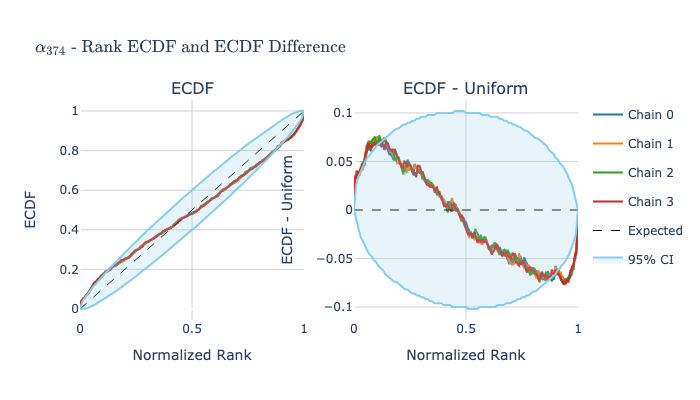 α₃₇₄ - Rank ECDF and ECDF Difference
ECDF
ECDF - Uniform
1
0.8
0.6
0.4
0.2
0
ECDF
0
0.5
1
Normalized Rank
0.1
0.05
0
−0.05
−0.1
ECDF - Uniform
0
0.5
1
Normalized Rank
Chain 0
Chain 1
Chain 2
Chain 3
Expected
95% CI